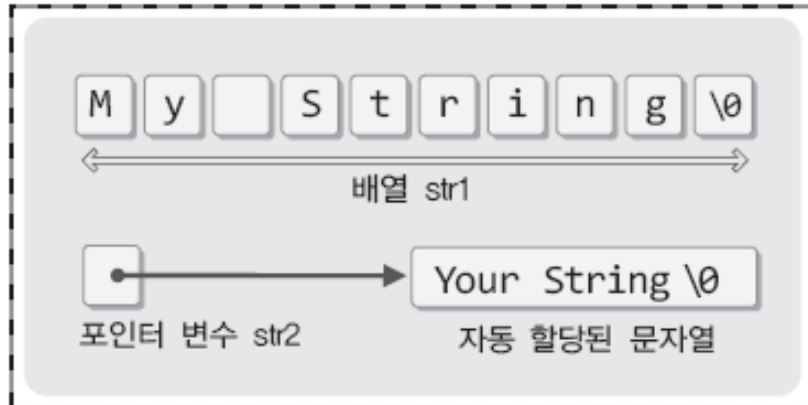 M y S t r i n g \0
배열 str1
Your String \0
포인터 변수 str2
자동 할당된 문자열